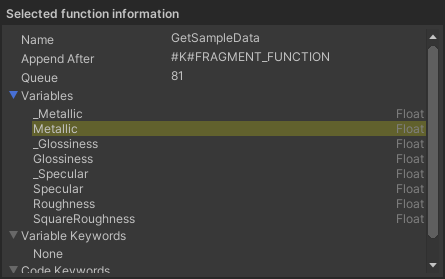 Selected function information
Name GetSampleData
Append After #K#FRAGMENT_FUNCTION
Queue 81
Variables
_Metallic Float
Metallic Float
_Glossiness Float
Glossiness Float
_Specular Float
Specular Float
Roughness Float
SquareRoughness Float
Variable Keywords
None
Code Keywords